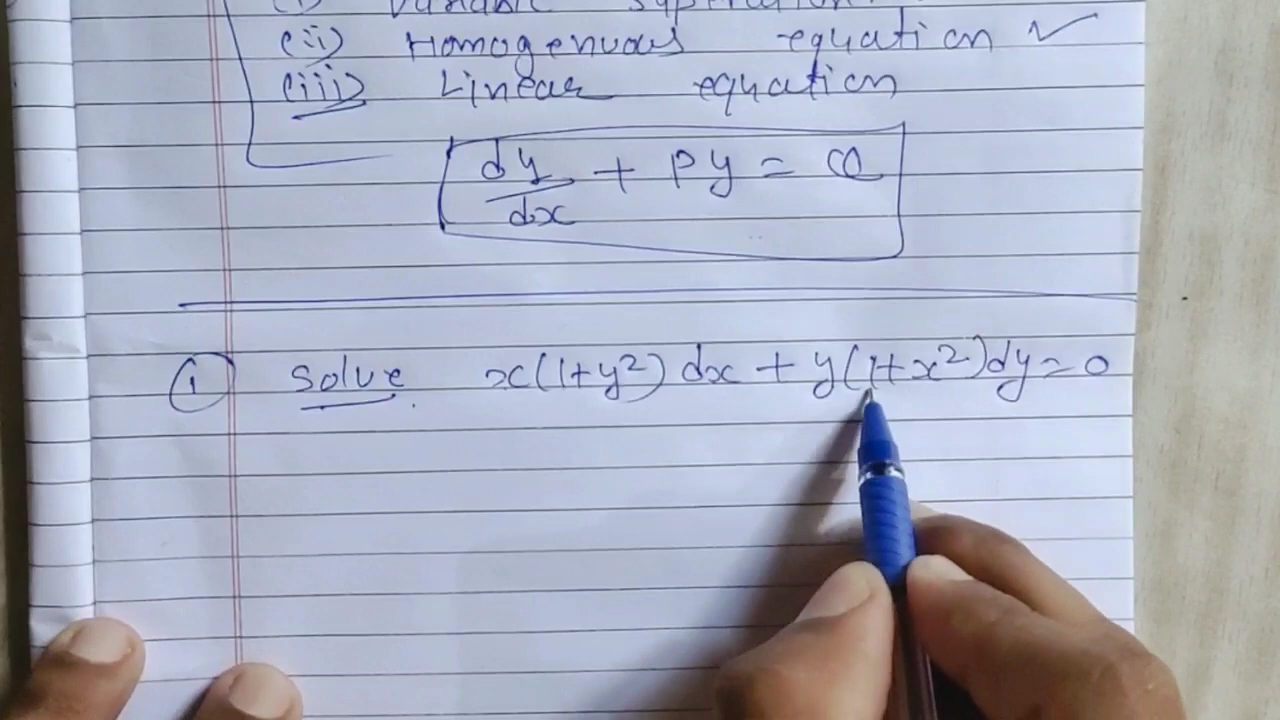 (ii) Homogenuous equation ✓
(iii) Linear equation
dy/dx + Py = Q
① Solve x(1+y²) dx + y(1+x²)dy=0